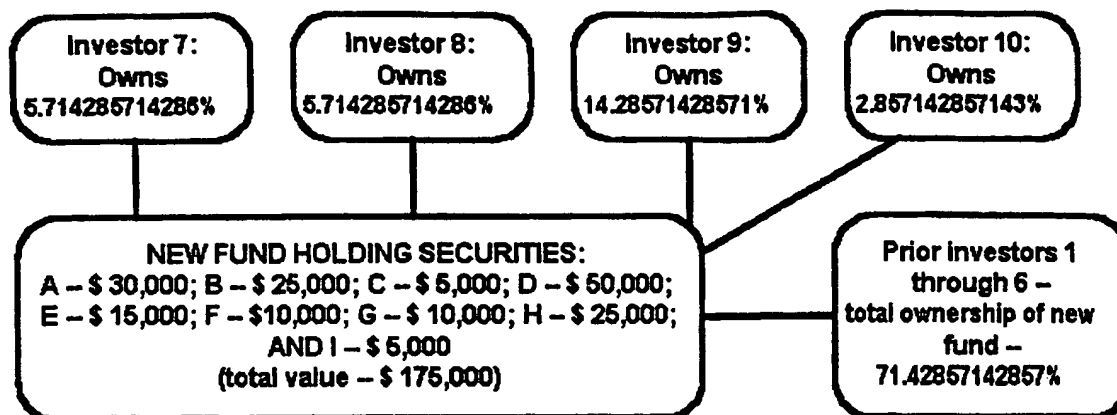 Investor 7:
Owns
5.714285714286%
Investor 8:
Owns
5.714285714286%
Investor 9:
Owns
14.28571428571%
Investor 10:
Owns
2.857142857143%
NEW FUND HOLDING SECURITIES:
A – $ 30,000; B – $ 25,000; C – $ 5,000; D – $ 50,000;
E – $ 15,000; F – $10,000; G – $ 10,000; H – $ 25,000;
AND I – $ 5,000
(total value – $ 175,000)
Prior investors 1
through 6 –
total ownership of new
fund –
71.42857142857%